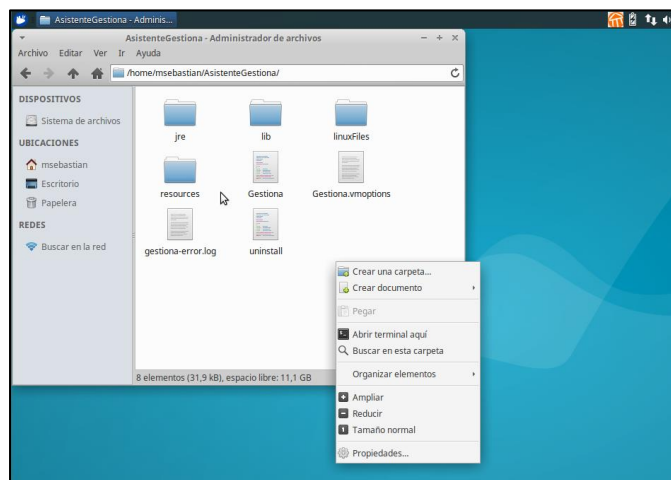 AsistenteGestiona - Adminis...
AsistenteGestiona - Administrador de archivos
Archivo Editar Ver Ir Ayuda
/home/msebastian/AsistenteGestiona/
DISPOSITIVOS
Sistema de archivos
UBICACIONES
msebastian
Escritorio
Papelera
REDES
Buscar en la red
jre
lib
linuxFiles
resources
Gestiona
Gestiona.vmoptions
gestiona-error.log
uninstall
8 elementos (31,9 kB), espacio libre: 11,1 GB
Crear una carpeta...
Crear documento
Pegar
Abrir terminal aquí
Buscar en esta carpeta
Organizar elementos
Ampliar
Reducir
Tamaño normal
Propiedades...